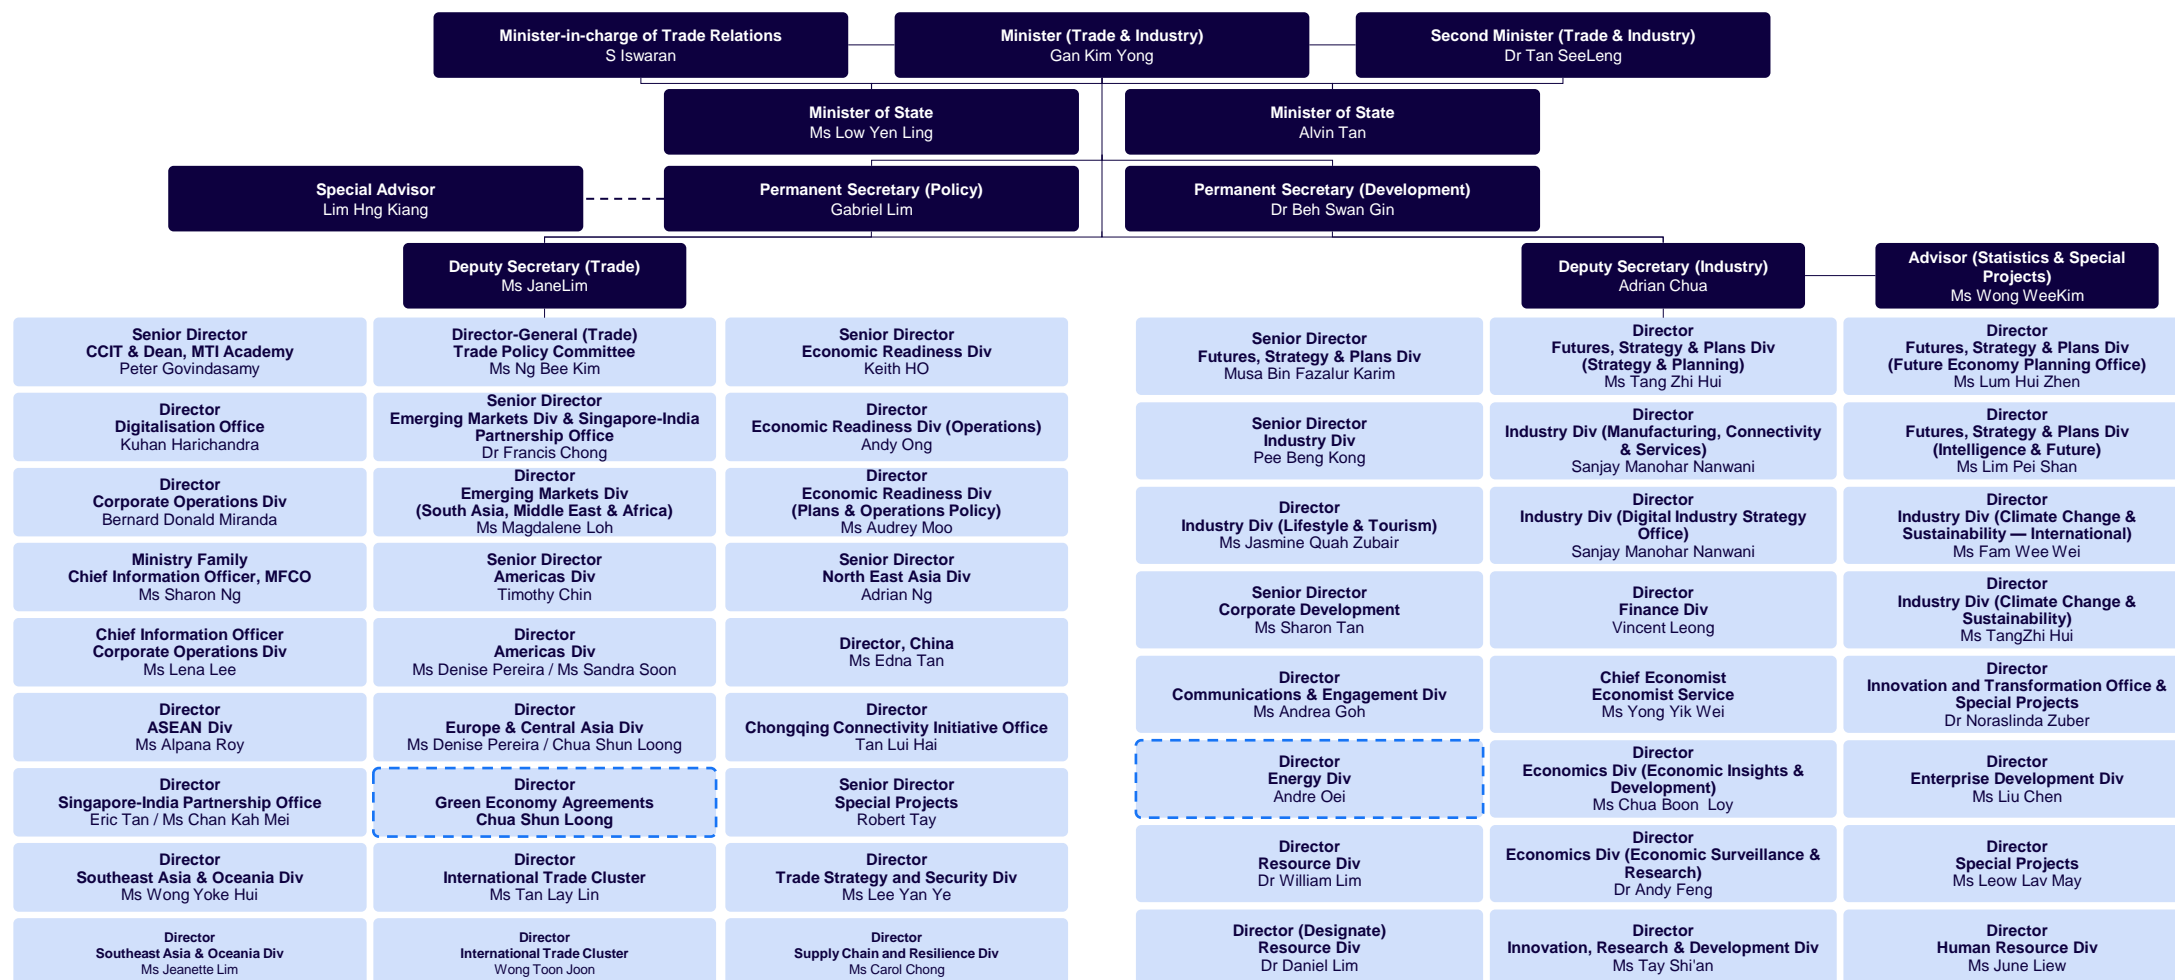 Minister-in-charge of Trade Relations
S Iswaran
Minister (Trade & Industry)
Gan Kim Yong
Second Minister (Trade & Industry)
Dr Tan SeeLeng
Minister of State
Ms Low Yen Ling
Minister of State
Alvin Tan
Special Advisor
Lim Hng Kiang
Permanent Secretary (Policy)
Gabriel Lim
Permanent Secretary (Development)
Dr Beh Swan Gin
Deputy Secretary (Trade)
Ms JaneLim
Deputy Secretary (Industry)
Adrian Chua
Advisor (Statistics & Special
Projects)
Ms Wong WeeKim
Senior Director
CCIT & Dean, MTI Academy
Peter Govindasamy
Director-General (Trade)
Trade Policy Committee
Ms Ng Bee Kim
Senior Director
Economic Readiness Div
Keith HO
Director
Digitalisation Office
Kuhan Harichandra
Senior Director
Emerging Markets Div & Singapore-India
Partnership Office
Dr Francis Chong
Director
Economic Readiness Div (Operations)
Andy Ong
Director
Corporate Operations Div
Bernard Donald Miranda
Director
Emerging Markets Div
(South Asia, Middle East & Africa)
Ms Magdalene Loh
Director
Economic Readiness Div
(Plans & Operations Policy)
Ms Audrey Moo
Ministry Family
Chief Information Officer, MFCO
Ms Sharon Ng
Senior Director
Americas Div
Timothy Chin
Senior Director
North East Asia Div
Adrian Ng
Chief Information Officer
Corporate Operations Div
Ms Lena Lee
Director
Americas Div
Ms Denise Pereira / Ms Sandra Soon
Director, China
Ms Edna Tan
Director
ASEAN Div
Ms Alpana Roy
Director
Europe & Central Asia Div
Ms Denise Pereira / Chua Shun Loong
Director
Chongqing Connectivity Initiative Office
Tan Lui Hai
Director
Singapore-India Partnership Office
Eric Tan / Ms Chan Kah Mei
Director
Green Economy Agreements
Chua Shun Loong
Senior Director
Special Projects
Robert Tay
Director
Southeast Asia & Oceania Div
Ms Wong Yoke Hui
Director
International Trade Cluster
Ms Tan Lay Lin
Director
Trade Strategy and Security Div
Ms Lee Yan Ye
Director
Southeast Asia & Oceania Div
Ms Jeanette Lim
Director
International Trade Cluster
Wong Toon Joon
Director
Supply Chain and Resilience Div
Ms Carol Chong
Senior Director
Futures, Strategy & Plans Div
Musa Bin Fazalur Karim
Director
Futures, Strategy & Plans Div
(Strategy & Planning)
Ms Tang Zhi Hui
Director
Futures, Strategy & Plans Div
(Future Economy Planning Office)
Ms Lum Hui Zhen
Senior Director
Industry Div
Pee Beng Kong
Director
Industry Div (Manufacturing, Connectivity
& Services)
Sanjay Manohar Nanwani
Director
Futures, Strategy & Plans Div
(Intelligence & Future)
Ms Lim Pei Shan
Director
Industry Div (Lifestyle & Tourism)
Ms Jasmine Quah Zubair
Director
Industry Div (Digital Industry Strategy
Office)
Sanjay Manohar Nanwani
Director
Industry Div (Climate Change &
Sustainability — International)
Ms Fam Wee Wei
Senior Director
Corporate Development
Ms Sharon Tan
Director
Finance Div
Vincent Leong
Director
Industry Div (Climate Change &
Sustainability)
Ms TangZhi Hui
Director
Communications & Engagement Div
Ms Andrea Goh
Chief Economist
Economist Service
Ms Yong Yik Wei
Director
Innovation and Transformation Office &
Special Projects
Dr Noraslinda Zuber
Director
Energy Div
Andre Oei
Director
Economics Div (Economic Insights &
Development)
Ms Chua Boon  Loy
Director
Enterprise Development Div
Ms Liu Chen
Director
Resource Div
Dr William Lim
Director
Economics Div (Economic Surveillance &
Research)
Dr Andy Feng
Director
Special Projects
Ms Leow Lav May
Director (Designate)
Resource Div
Dr Daniel Lim
Director
Innovation, Research & Development Div
Ms Tay Shi'an
Director
Human Resource Div
Ms June Liew